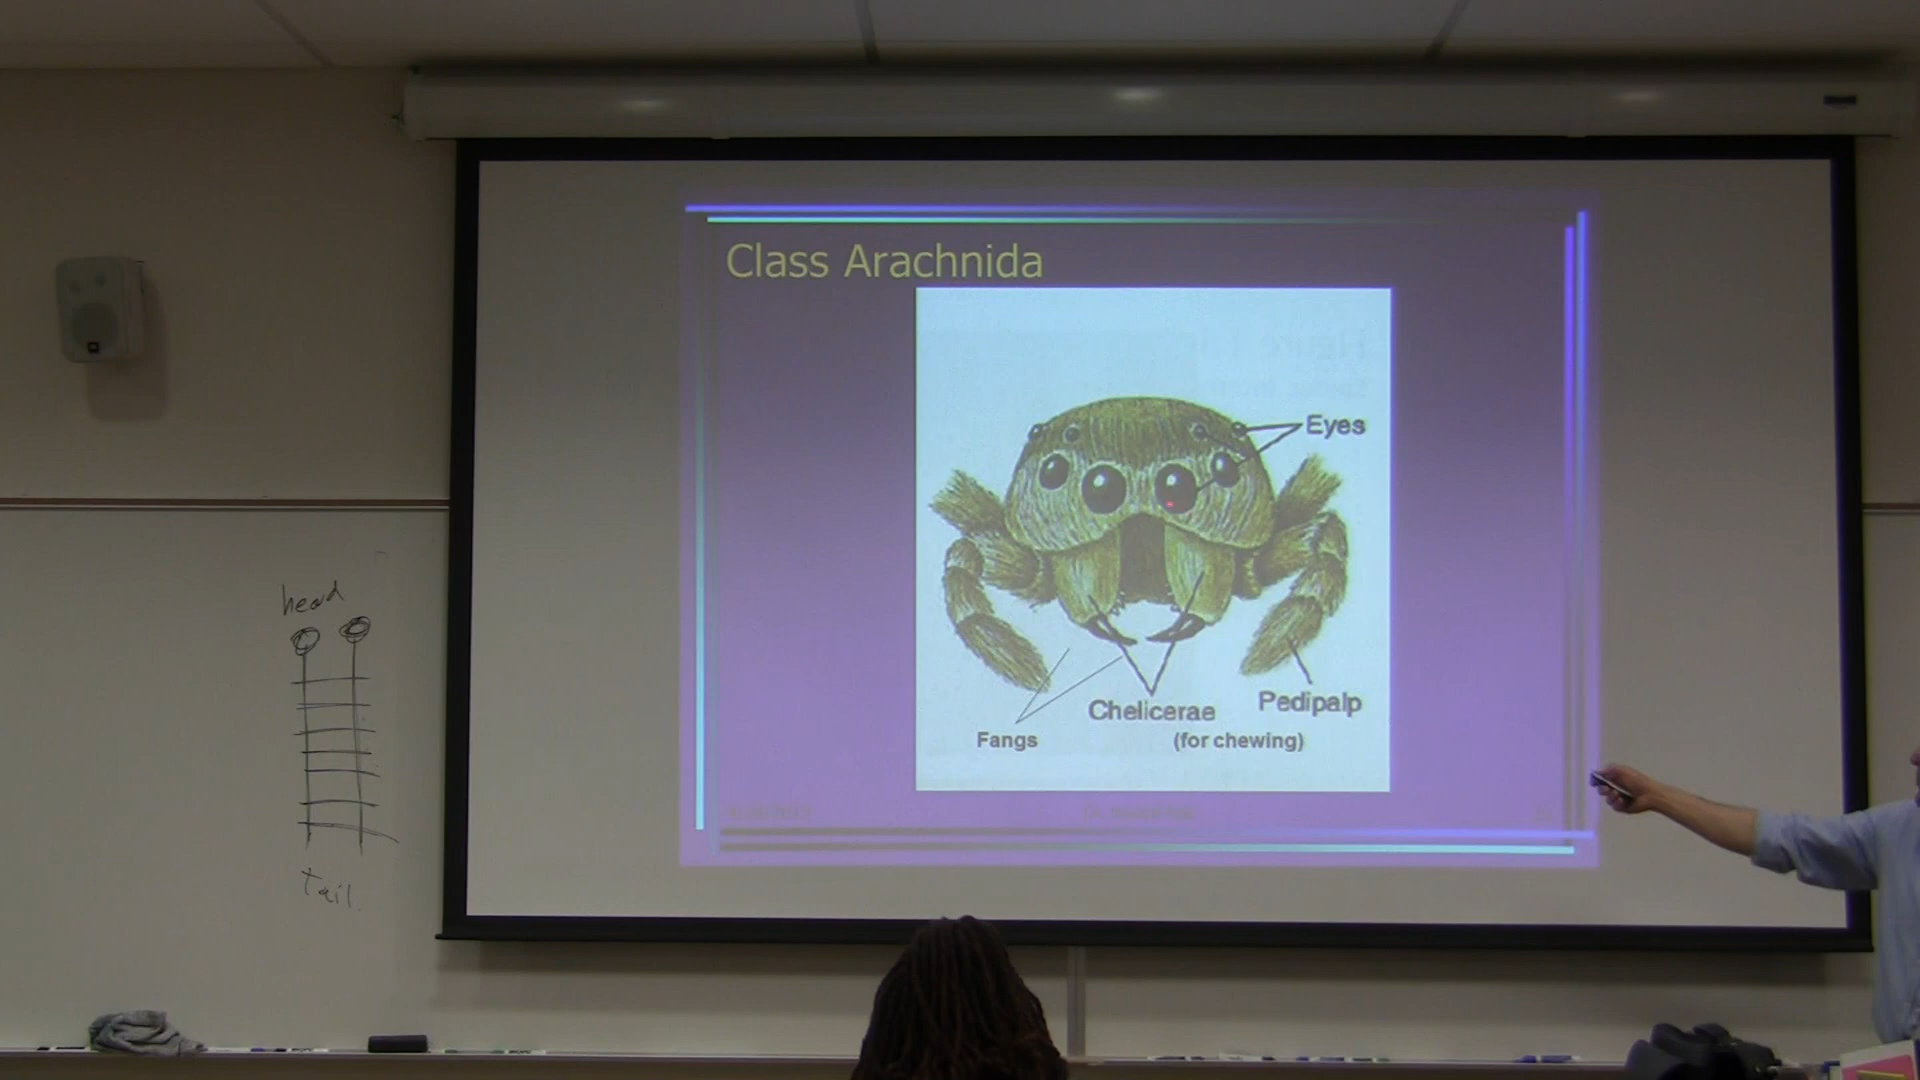 Class Arachnida
Eyes
head
Pedipalp
Chelicerae
Fangs
(for chewing)
tail